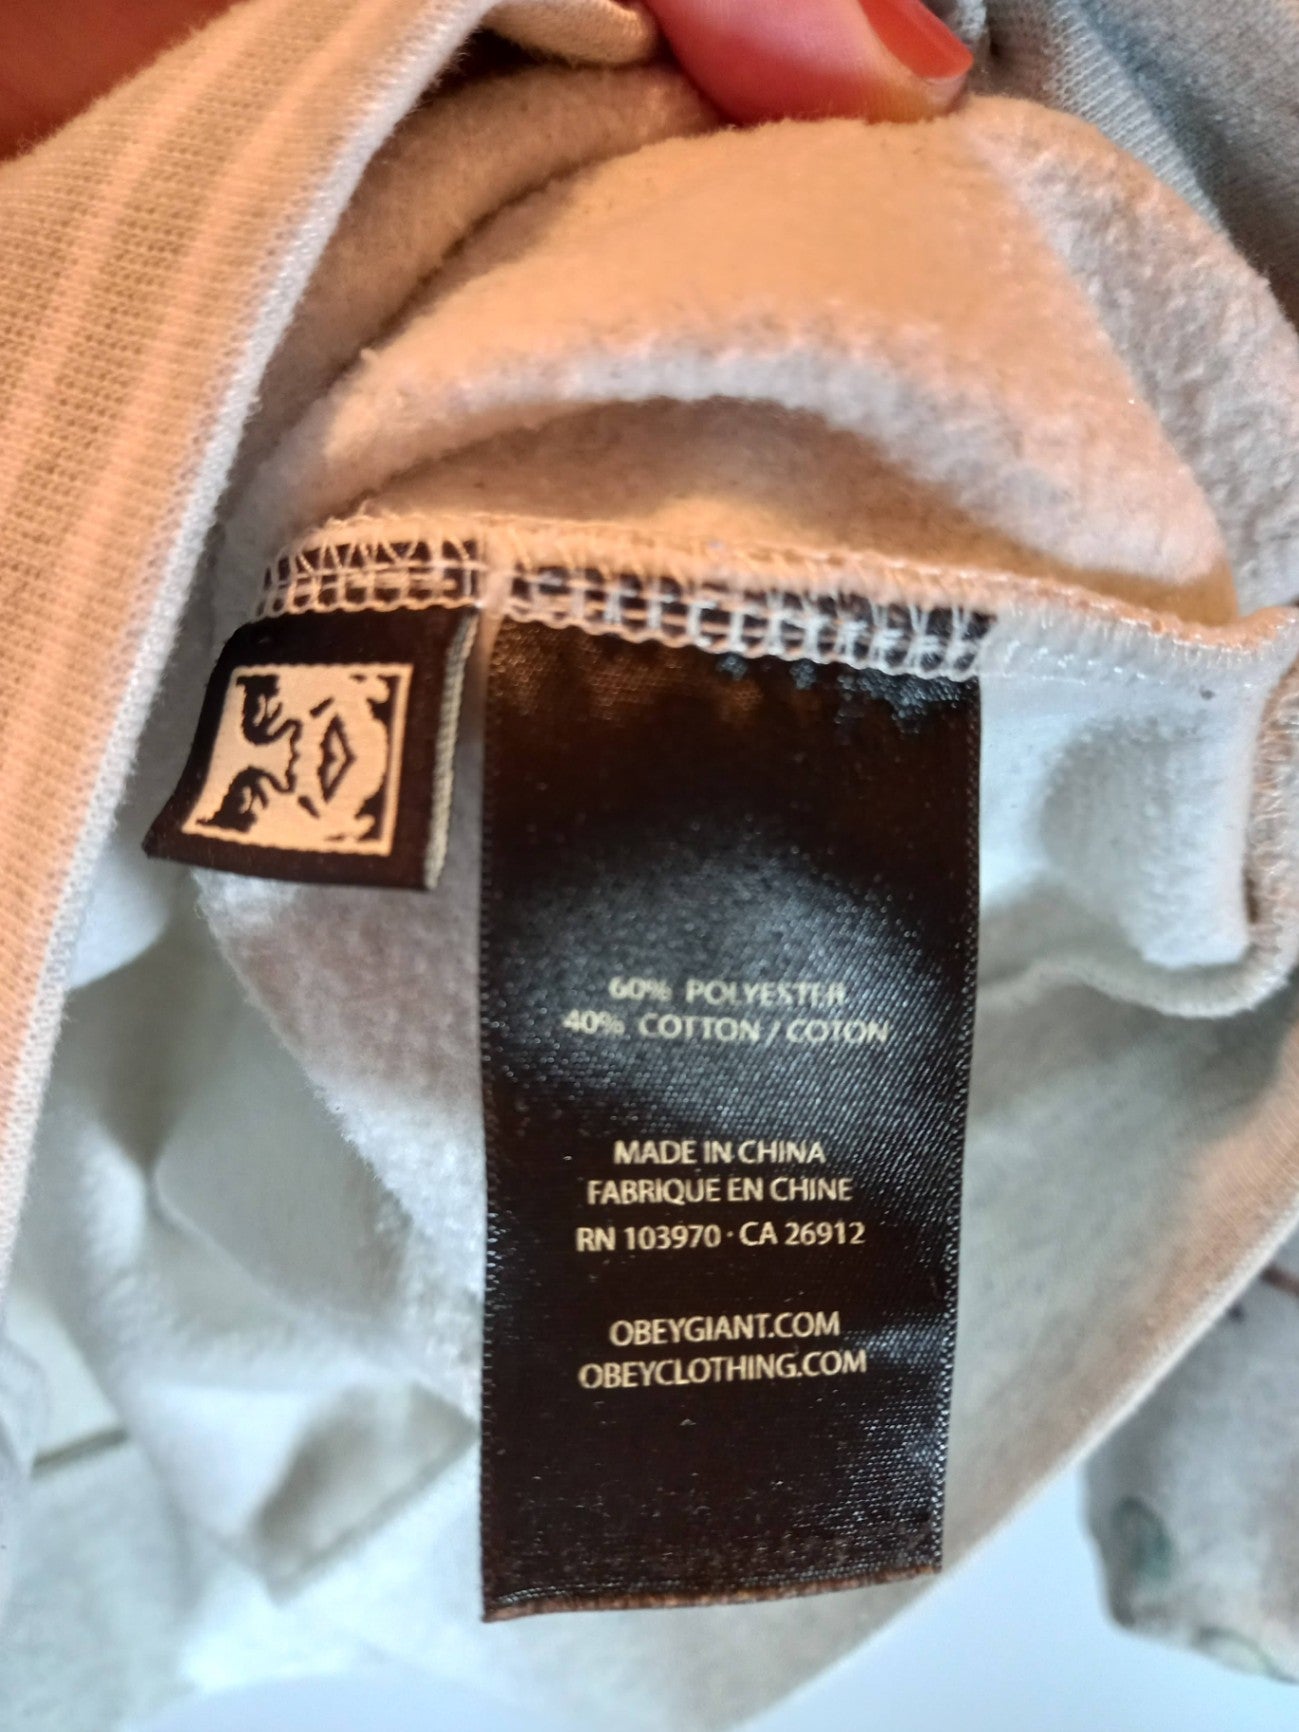 60% POLYESTER
40% COTTON / COTON
MADE IN CHINA
FABRIQUE EN CHINE
RN 103970 · CA 26912
OBEYGIANT.COM
OBEYCLOTHING.COM